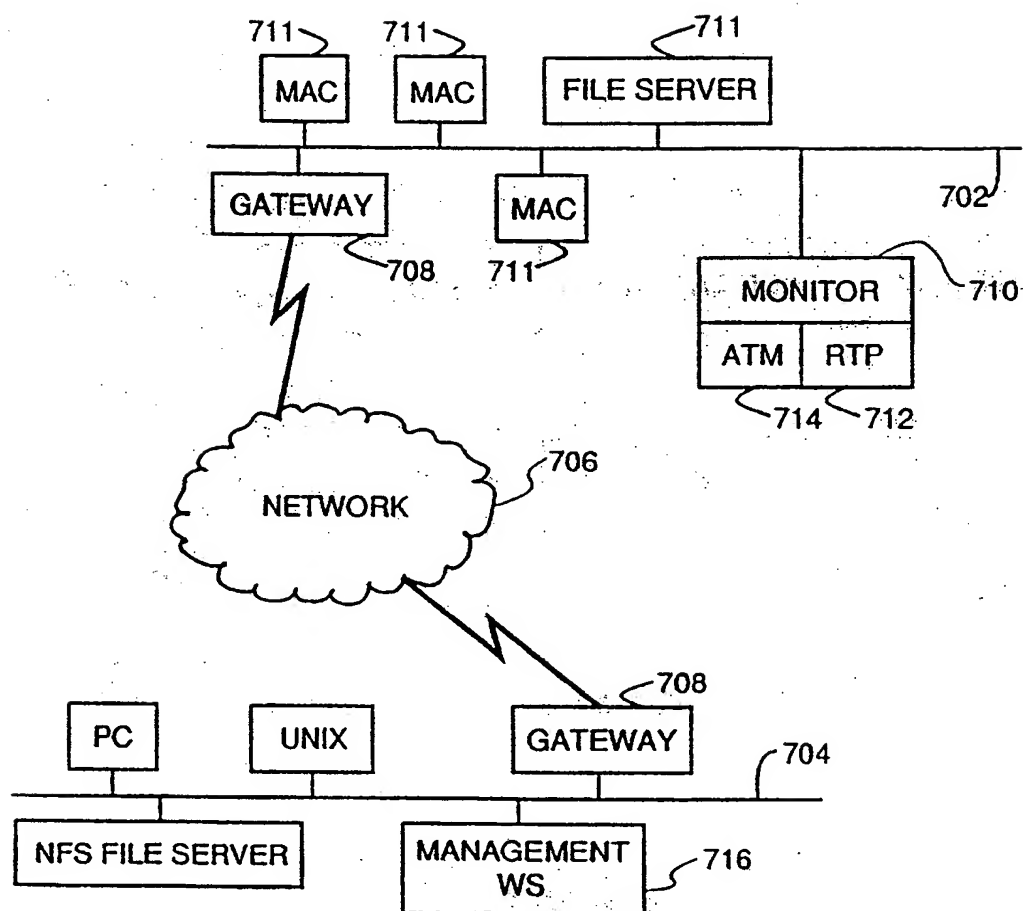 711
711
711
MAC
MAC
FILE SERVER
GATEWAY
MAC
702
708
711
MONITOR
710
ATM
RTP
714
712
706
NETWORK
708
PC
UNIX
GATEWAY
704
NFS FILE SERVER
MANAGEMENT
WS
716